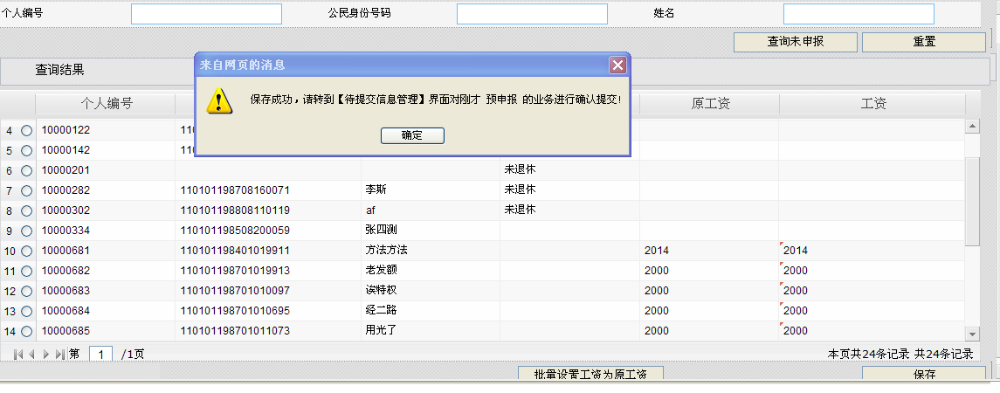 个人编号 公民身份号码 姓名
查询未申报 重置
查询结果
来自网页的消息
保存成功，请转到【待提交信息管理】界面对刚才 预申报 的业务进行确认提交!
确定
个人编号 原工资 工资
4 10000122 11
5 10000142 11
6 10000201 未退休
7 10000282 110101198708160071 李斯 未退休
8 10000302 110101198808110119 af 未退休
9 10000334 110101198508200059 张四测
10 10000681 110101198401019911 方法方法 2014 2014
11 10000682 110101198701019913 老发额 2000 2000
12 10000683 110101198701010097 诶特权 2000 2000
13 10000684 110101198701010695 经二路 2000 2000
14 10000685 110101198701011073 用光了 2000 2000
第 1 /1页 本页共24条记录 共24条记录
批量设置工资为原工资 保存